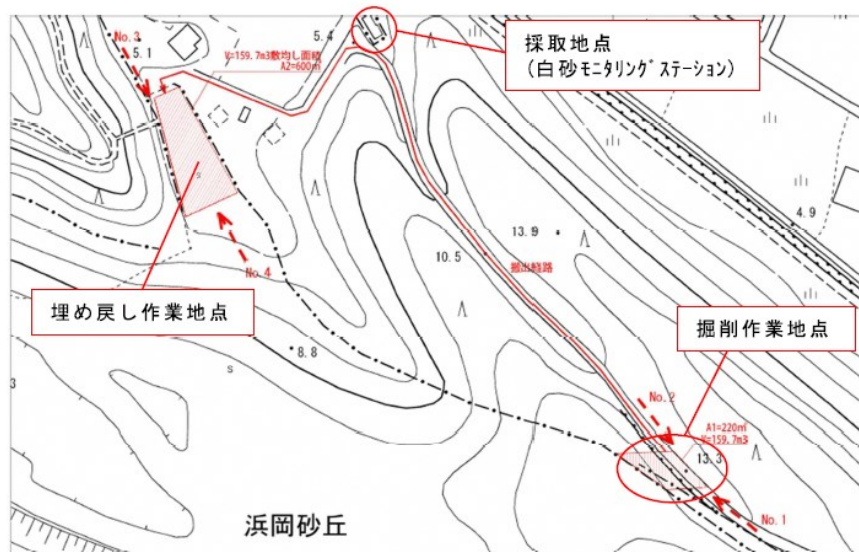 No.3
5.1
5.4
V=159.7m3敷均し面積
A2=600㎡
採取地点
(白砂モニタリングステーション)
4.9
13.9
10.5
搬出経路
No.4
埋め戻し作業地点
掘削作業地点
8.8
s
s
3
No.2
A1=220㎡
V=159.7m3
13.3
No.1
浜岡砂丘